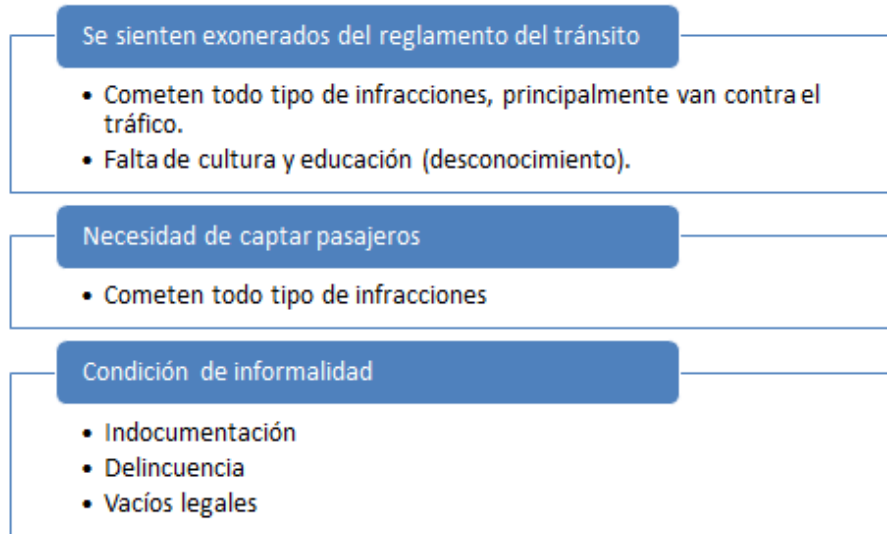 Se sienten exonerados del reglamento del tránsito
• Cometen todo tipo de infracciones, principalmente van contra el
tráfico.
• Falta de cultura y educación (desconocimiento).
Necesidad de captar pasajeros
• Cometen todo tipo de infracciones
Condición de informalidad
• Indocumentación
• Delincuencia
• Vacíos legales